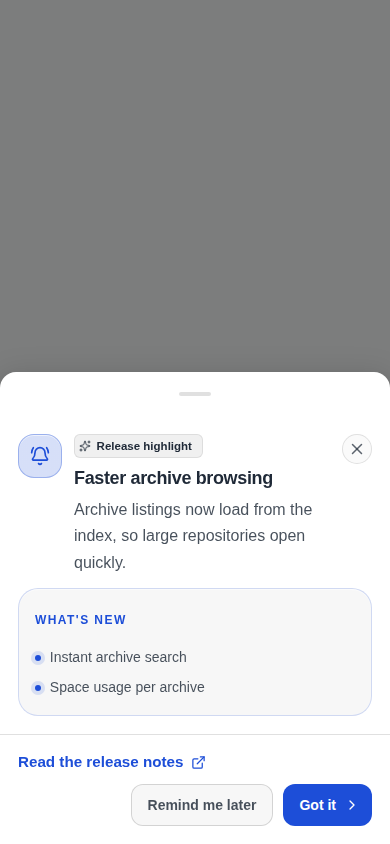 Release highlight
Faster archive browsing
Archive listings now load from the
index, so large repositories open
quickly.
WHAT'S NEW
Instant archive search
Space usage per archive
Read the release notes
Remind me later
Got it